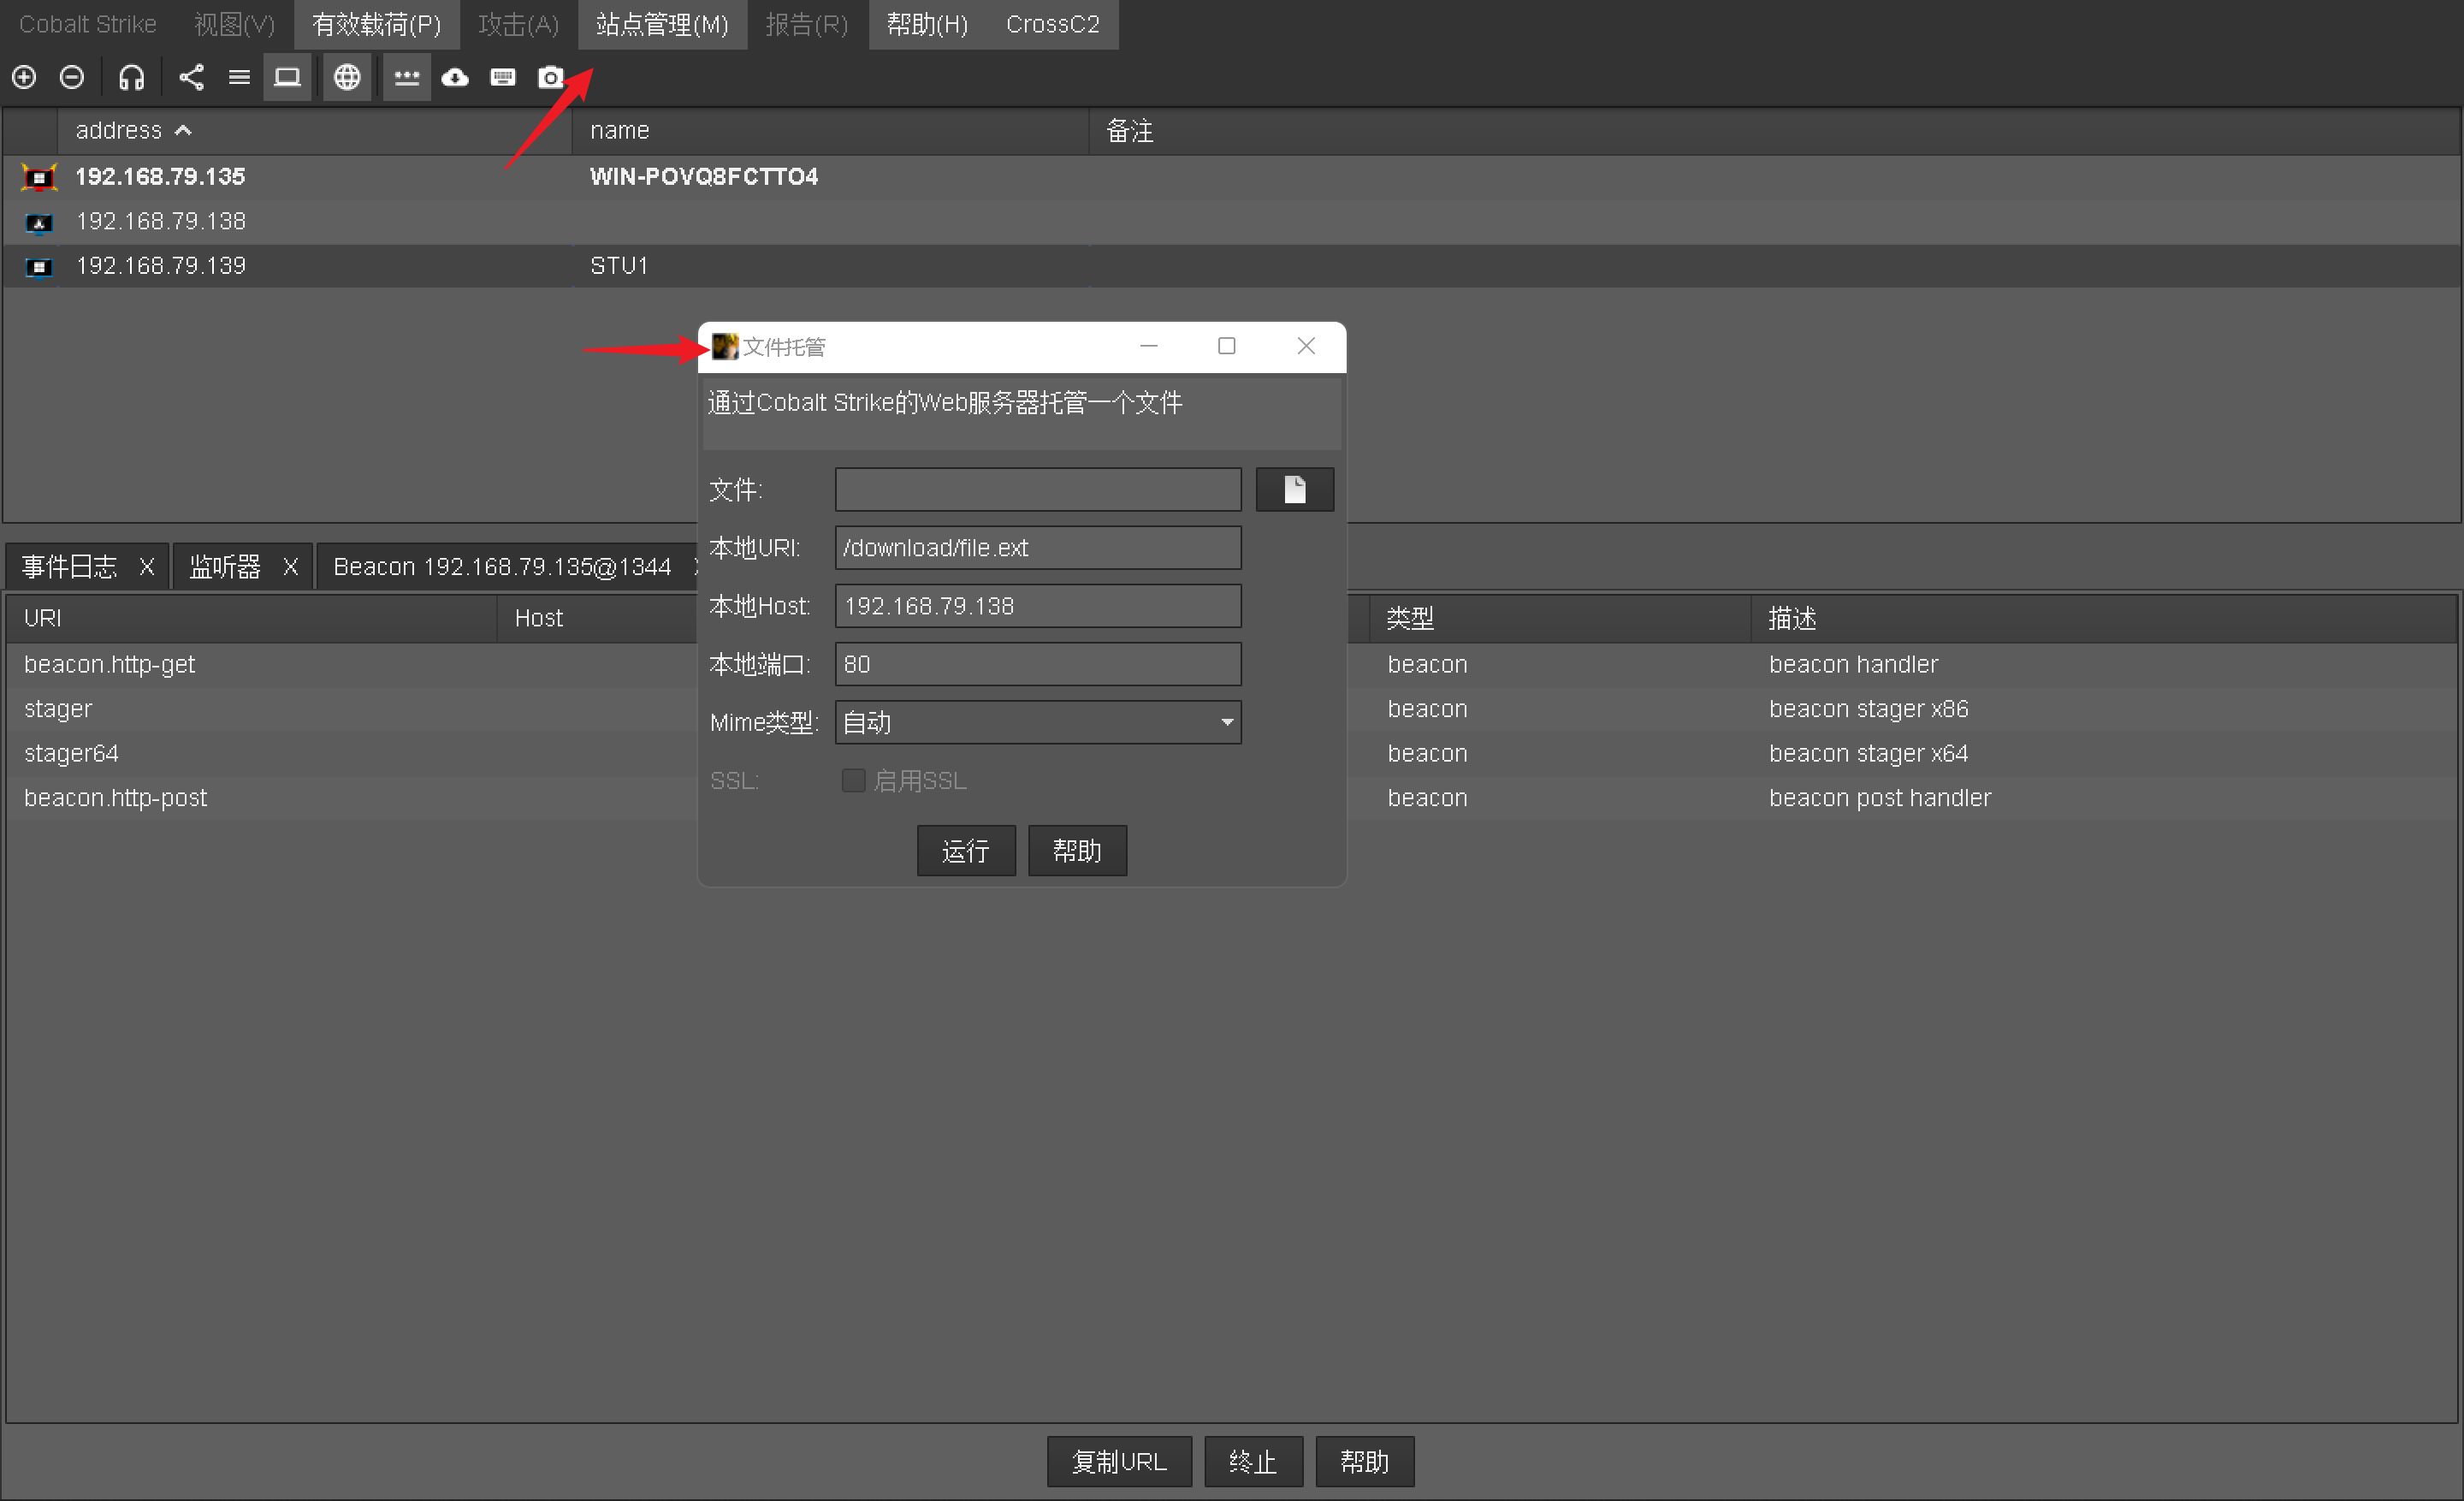 Cobalt Strike 视图(V) 有效载荷(P) 攻击(A) 站点管理(M) 报告(R) 帮助(H) CrossC2
address name 备注
192.168.79.135 WIN-POVQ8FCTTO4
192.168.79.138
192.168.79.139 STU1
文件托管
通过Cobalt Strike的Web服务器托管一个文件
文件:
本地URI: /download/file.ext
本地Host: 192.168.79.138
本地端口: 80
Mime类型: 自动
SSL: 启用SSL
运行 帮助
事件日志 X 监听器 X Beacon 192.168.79.135@1344
URI Host 类型 描述
beacon.http-get beacon beacon handler
stager beacon beacon stager x86
stager64 beacon beacon stager x64
beacon.http-post beacon beacon post handler
复制URL 终止 帮助